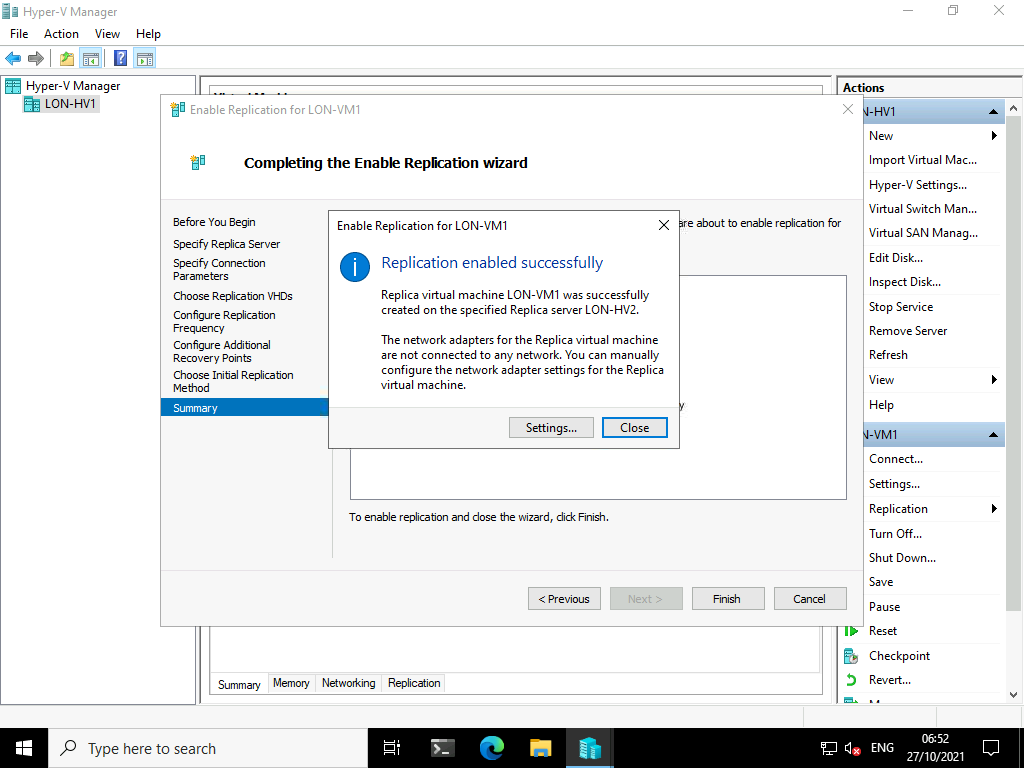 Hyper-V Manager
File Action View Help
Hyper-V Manager
LON-HV1
Enable Replication for LON-VM1
Completing the Enable Replication wizard
Before You Begin
Specify Replica Server
Specify Connection
Parameters
Choose Replication VHDs
Configure Replication
Frequency
Configure Additional
Recovery Points
Choose Initial Replication
Method
Summary
are about to enable replication for
Enable Replication for LON-VM1
Replication enabled successfully
Replica virtual machine LON-VM1 was successfully
created on the specified Replica server LON-HV2.
The network adapters for the Replica virtual machine
are not connected to any network. You can manually
configure the network adapter settings for the Replica
virtual machine.
Settings... Close
To enable replication and close the wizard, click Finish.
< Previous Next > Finish Cancel
Summary Memory Networking Replication
Actions
N-HV1
New
Import Virtual Mac...
Hyper-V Settings...
Virtual Switch Man...
Virtual SAN Manag...
Edit Disk...
Inspect Disk...
Stop Service
Remove Server
Refresh
View
Help
N-VM1
Connect...
Settings...
Replication
Turn Off...
Shut Down...
Save
Pause
Reset
Checkpoint
Revert...
Type here to search
ENG
06:52
27/10/2021